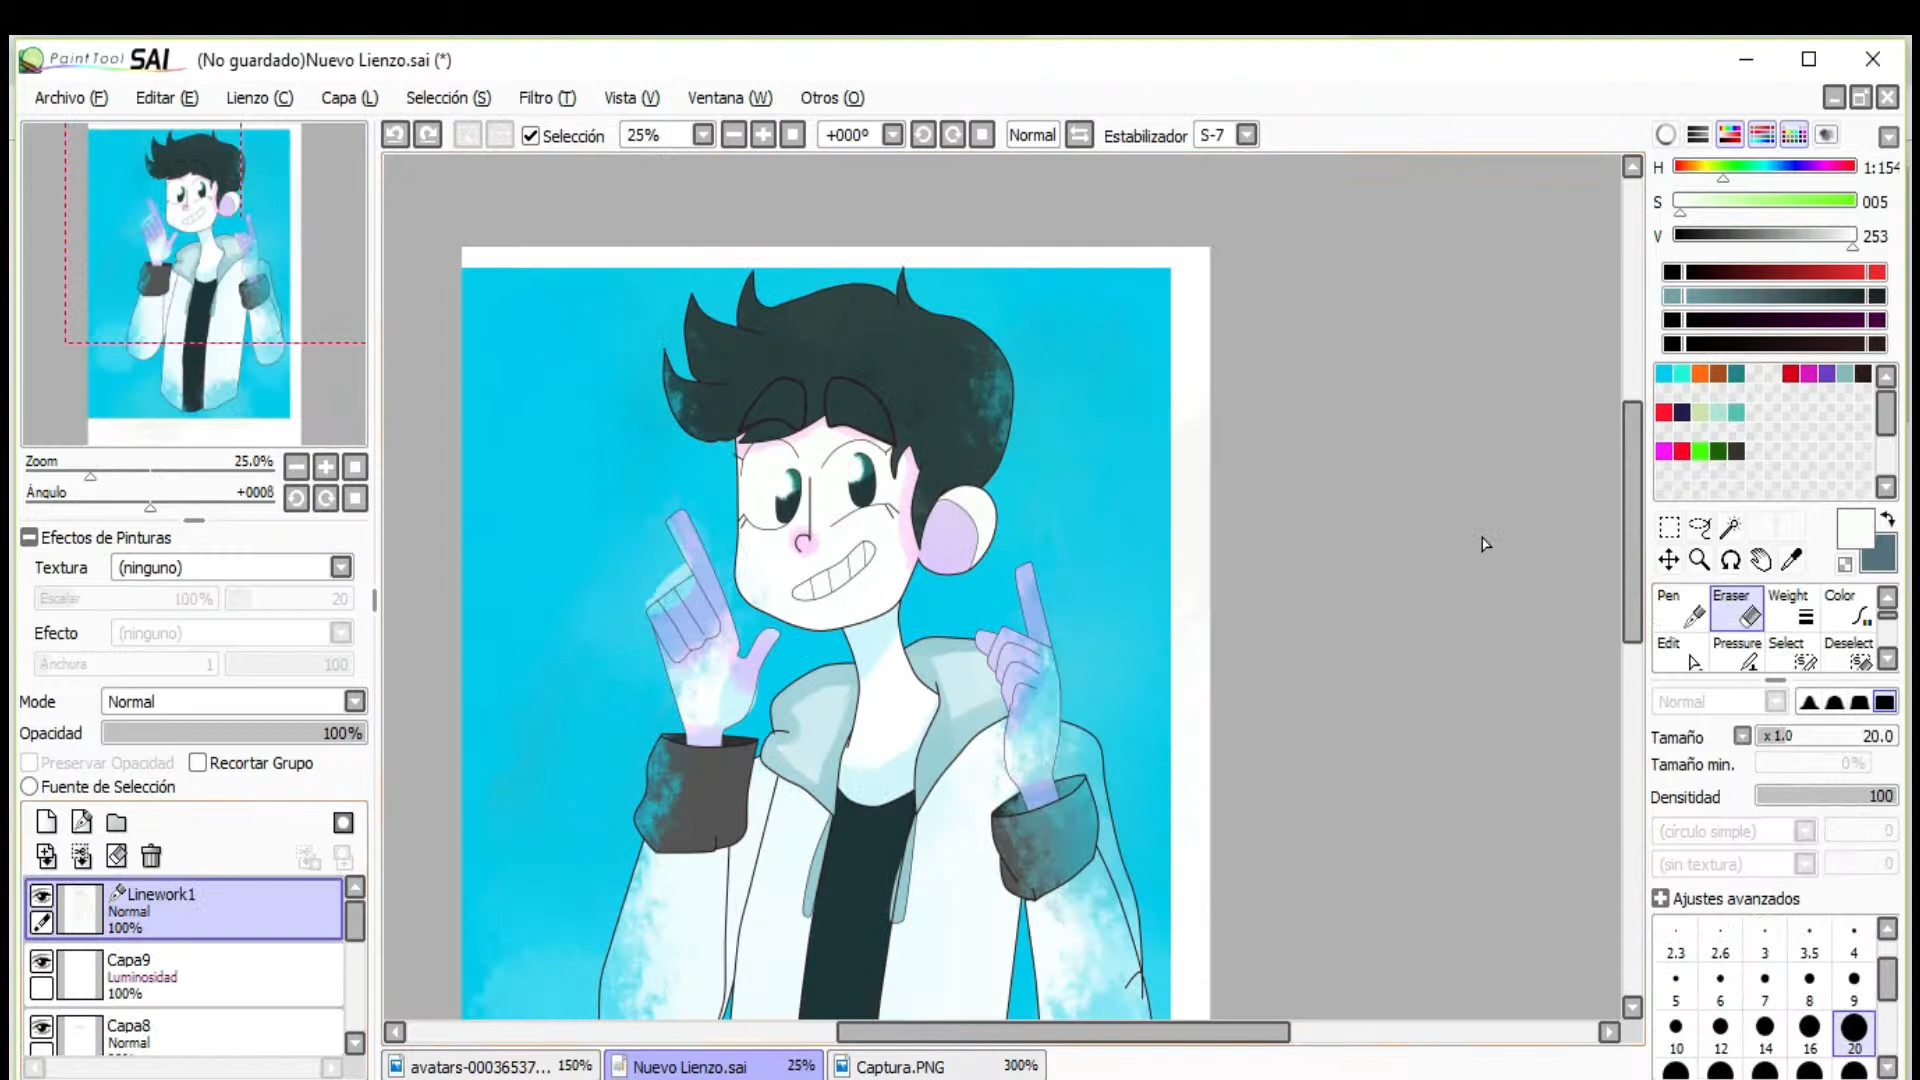 PaintTool SAI (No guardado)Nuevo Lienzo.sai (*)
Archivo (F) Editar (E) Lienzo (C) Capa (L) Selección (S) Filtro (T) Vista (V) Ventana (W) Otros (O)
Selección 25% +000º Normal Estabilizador S-7
H 1:154
S 005
V 253
Zoom 25.0%
Ángulo +000º
Efectos de Pinturas
Textura (ninguno)
Escalar 100% 20
Efecto (ninguno)
Anchura 1 100
Mode Normal
Opacidad 100%
Preservar Opacidad Recortar Grupo
Fuente de Selección
Linework1
Normal
100%
Capa9
Luminosidad
100%
Capa8
Normal
Pen Eraser Weight Color
Edit Pressure Select Deselect
Normal
Tamaño x 1.0 20.0
Tamaño min. 0%
Densitidad 100
(círculo simple) 0
(sin textura) 0
Ajustes avanzados
2.3 2.6 3 3.5 4
5 6 7 8 9
10 12 14 16 20
avatars-00036537... 150% Nuevo Lienzo.sai 25% Captura.PNG 300%